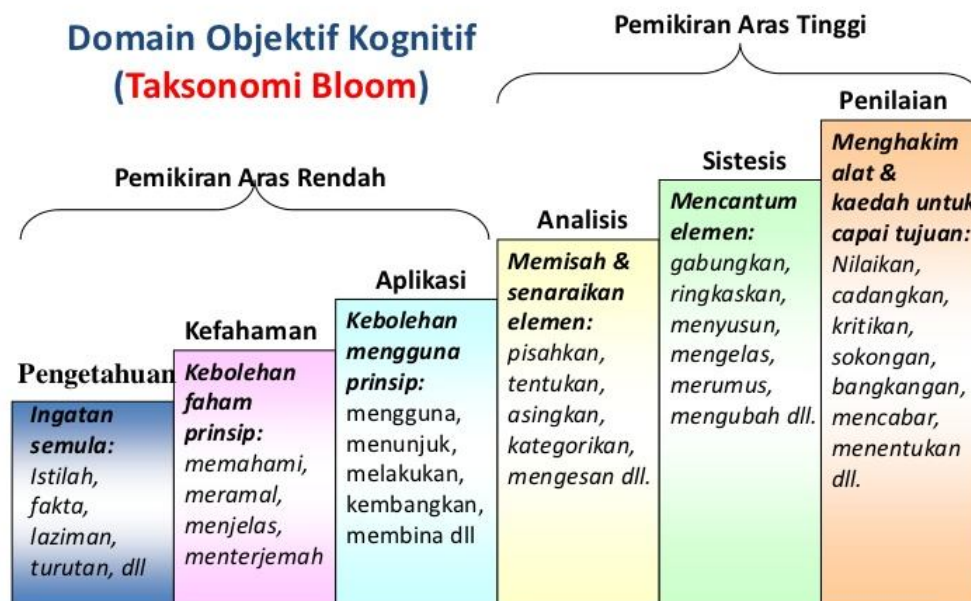 Domain Objektif Kognitif
(Taksonomi Bloom)
Pemikiran Aras Tinggi
Pemikiran Aras Rendah
Pengetahuan
Ingatan
semula:
Istilah,
fakta,
laziman,
turutan, dll
Kefahaman
Kebolehan
faham
prinsip:
memahami,
meramal,
menjelas,
menterjemah
Aplikasi
Kebolehan
mengguna
prinsip:
mengguna,
menunjuk,
melakukan,
kembangkan,
membina dll
Analisis
Memisah &
senaraikan
elemen:
pisahkan,
tentukan,
asingkan,
kategorikan,
mengesan dll.
Sistesis
Mencantum
elemen:
gabungkan,
ringkaskan,
menyusun,
mengelas,
merumus,
mengubah dll.
Penilaian
Menghakim
alat &
kaedah untuk
capai tujuan:
Nilaikan,
cadangkan,
kritikan,
sokongan,
bangkangan,
mencabar,
menentukan
dll.